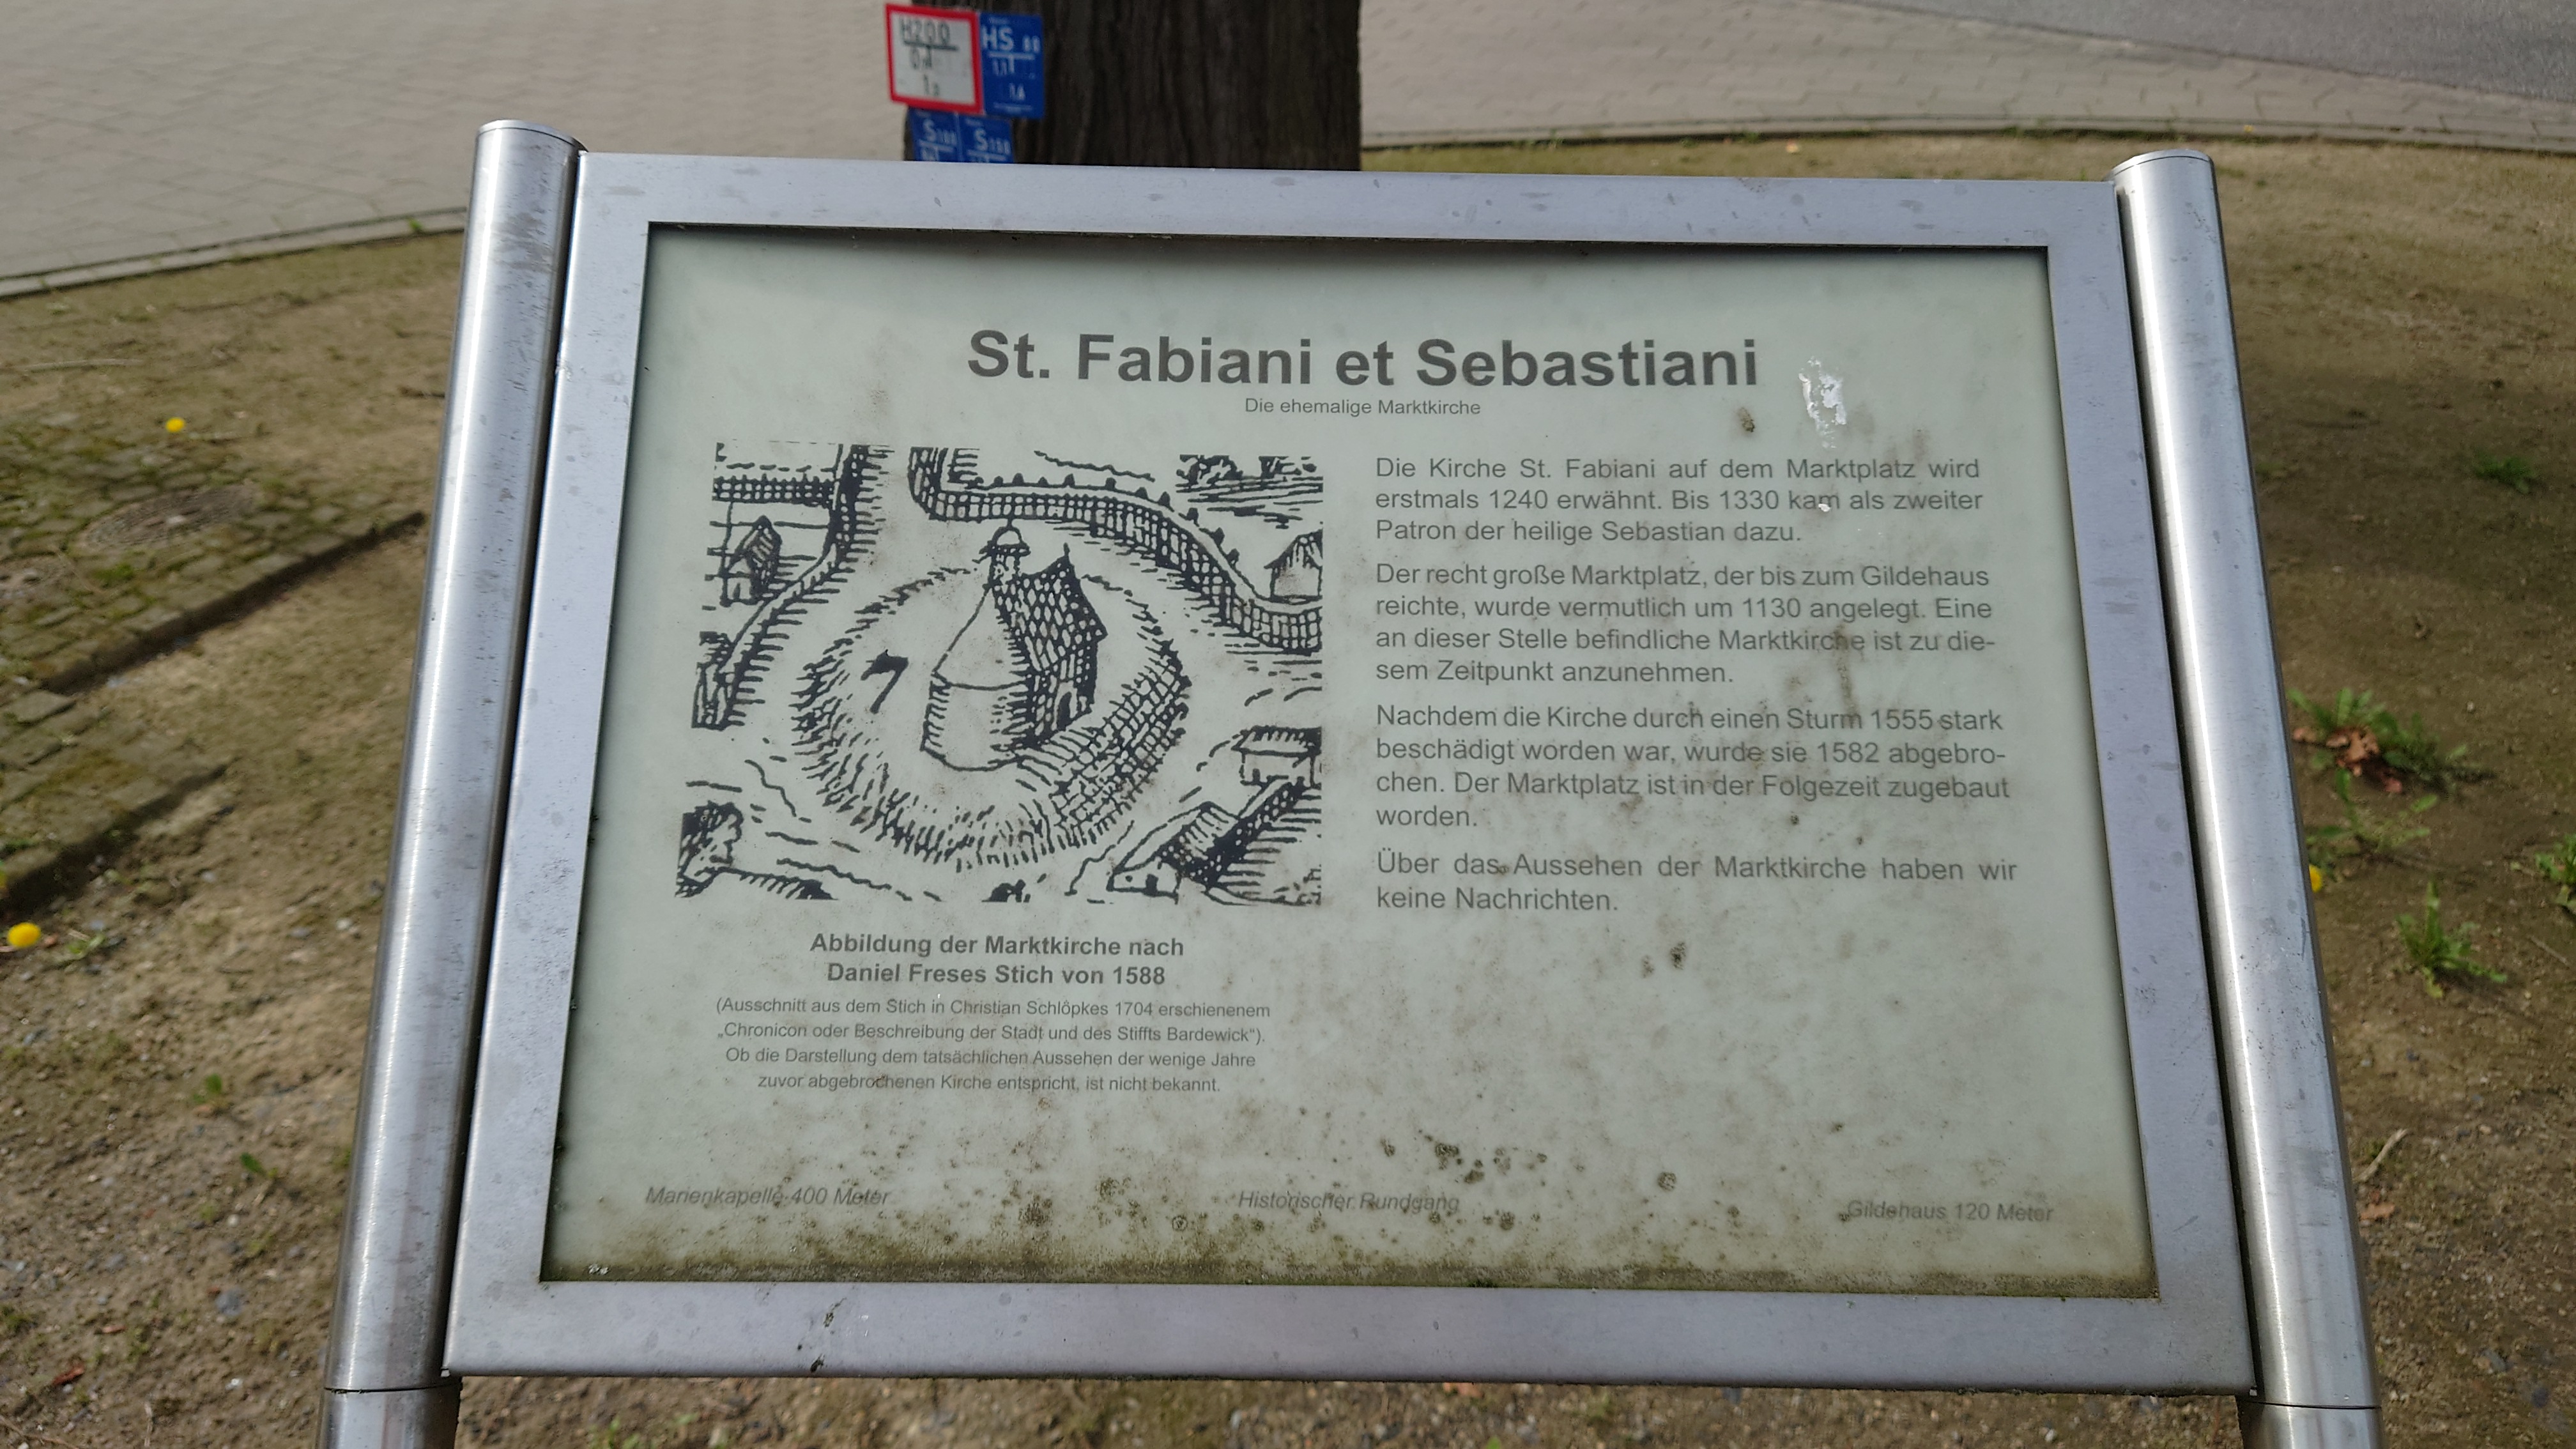 H200
HS 80
1,1
1,6
S 100
S 150
St. Fabiani et Sebastiani
Die ehemalige Marktkirche
7
Abbildung der Marktkirche nach
Daniel Freses Stich von 1588
(Ausschnitt aus dem Stich in Christian Schlöpkes 1704 erschienenem
„Chronicon oder Beschreibung der Stadt und des Stiffts Bardewick“).
Ob die Darstellung dem tatsächlichen Aussehen der wenige Jahre
zuvor abgebrochenen Kirche entspricht, ist nicht bekannt.
Die Kirche St. Fabiani auf dem Marktplatz wird
erstmals 1240 erwähnt. Bis 1330 kam als zweiter
Patron der heilige Sebastian dazu.
Der recht große Marktplatz, der bis zum Gildehaus
reichte, wurde vermutlich um 1130 angelegt. Eine
an dieser Stelle befindliche Marktkirche ist zu die-
sem Zeitpunkt anzunehmen.
Nachdem die Kirche durch einen Sturm 1555 stark
beschädigt worden war, wurde sie 1582 abgebro-
chen. Der Marktplatz ist in der Folgezeit zugebaut
worden.
Über das Aussehen der Marktkirche haben wir
keine Nachrichten.
Marienkapelle 400 Meter
Historischer Rundgang
Gildehaus 120 Meter